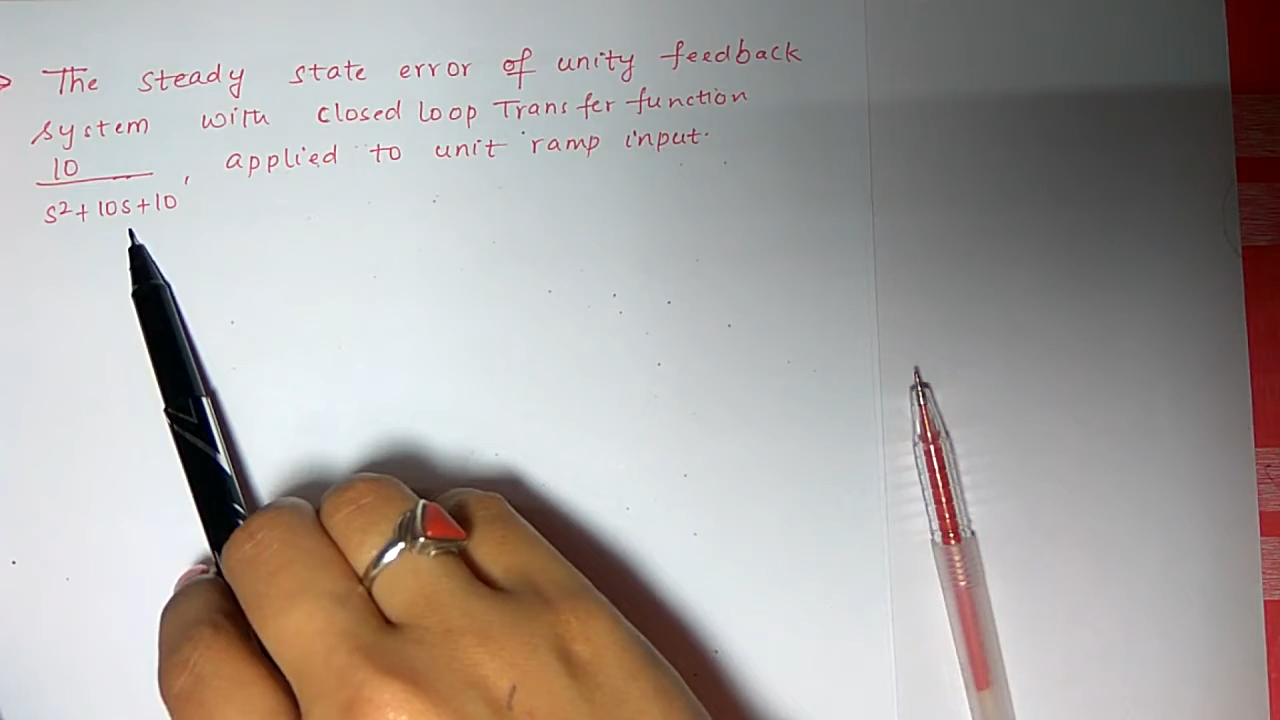 The steady state error of unity feedback
system with closed loop Transfer function
10 , applied to unit ramp input.
s²+10s+10